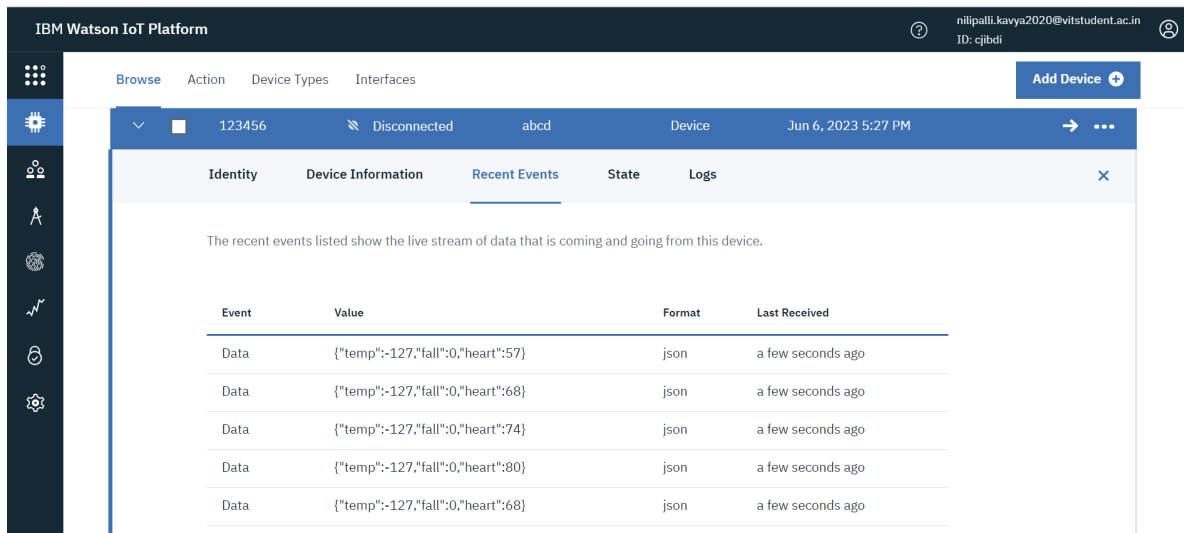 IBM Watson IoT Platform
nilipalli.kavya2020@vitstudent.ac.in
ID: cjibdi
Browse Action Device Types Interfaces Add Device
123456 Disconnected abcd Device Jun 6, 2023 5:27 PM
Identity Device Information Recent Events State Logs
The recent events listed show the live stream of data that is coming and going from this device.
Event Value Format Last Received
Data {"temp":-127,"fall":0,"heart":57} json a few seconds ago
Data {"temp":-127,"fall":0,"heart":68} json a few seconds ago
Data {"temp":-127,"fall":0,"heart":74} json a few seconds ago
Data {"temp":-127,"fall":0,"heart":80} json a few seconds ago
Data {"temp":-127,"fall":0,"heart":68} json a few seconds ago